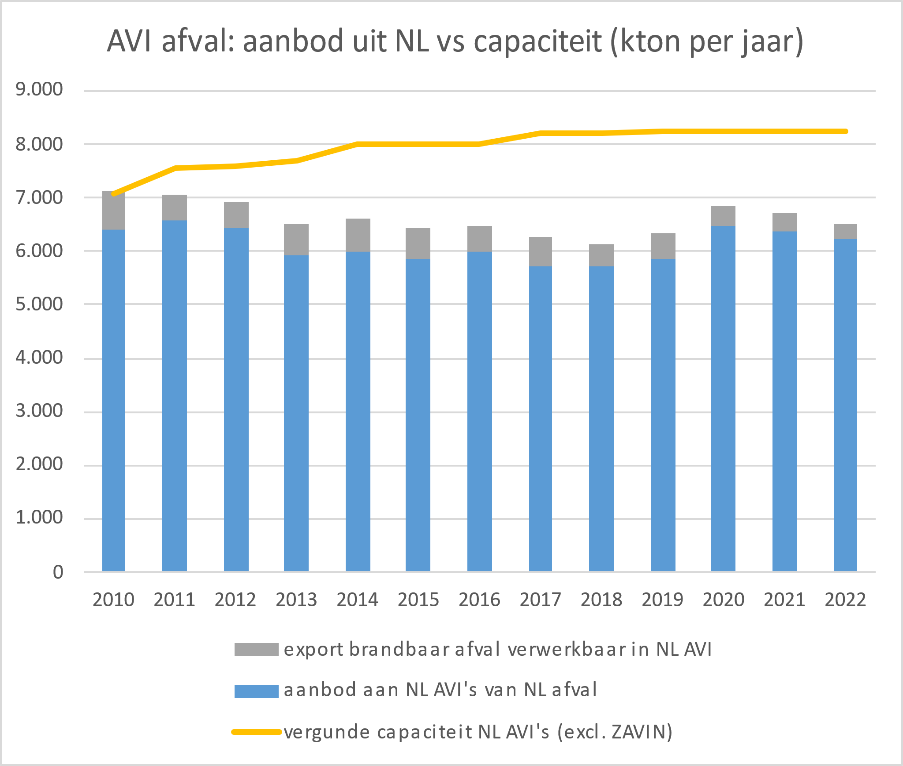 AVI afval: aanbod uit NL vs capaciteit (kton per jaar)
9.000
8.000
7.000
6.000
5.000
4.000
3.000
2.000
1.000
0
2010 2011 2012 2013 2014 2015 2016 2017 2018 2019 2020 2021 2022
export brandbaar afval verwerkbaar in NL AVI
aanbod aan NL AVI's van NL afval
vergunde capaciteit NL AVI's (excl. ZAVIN)